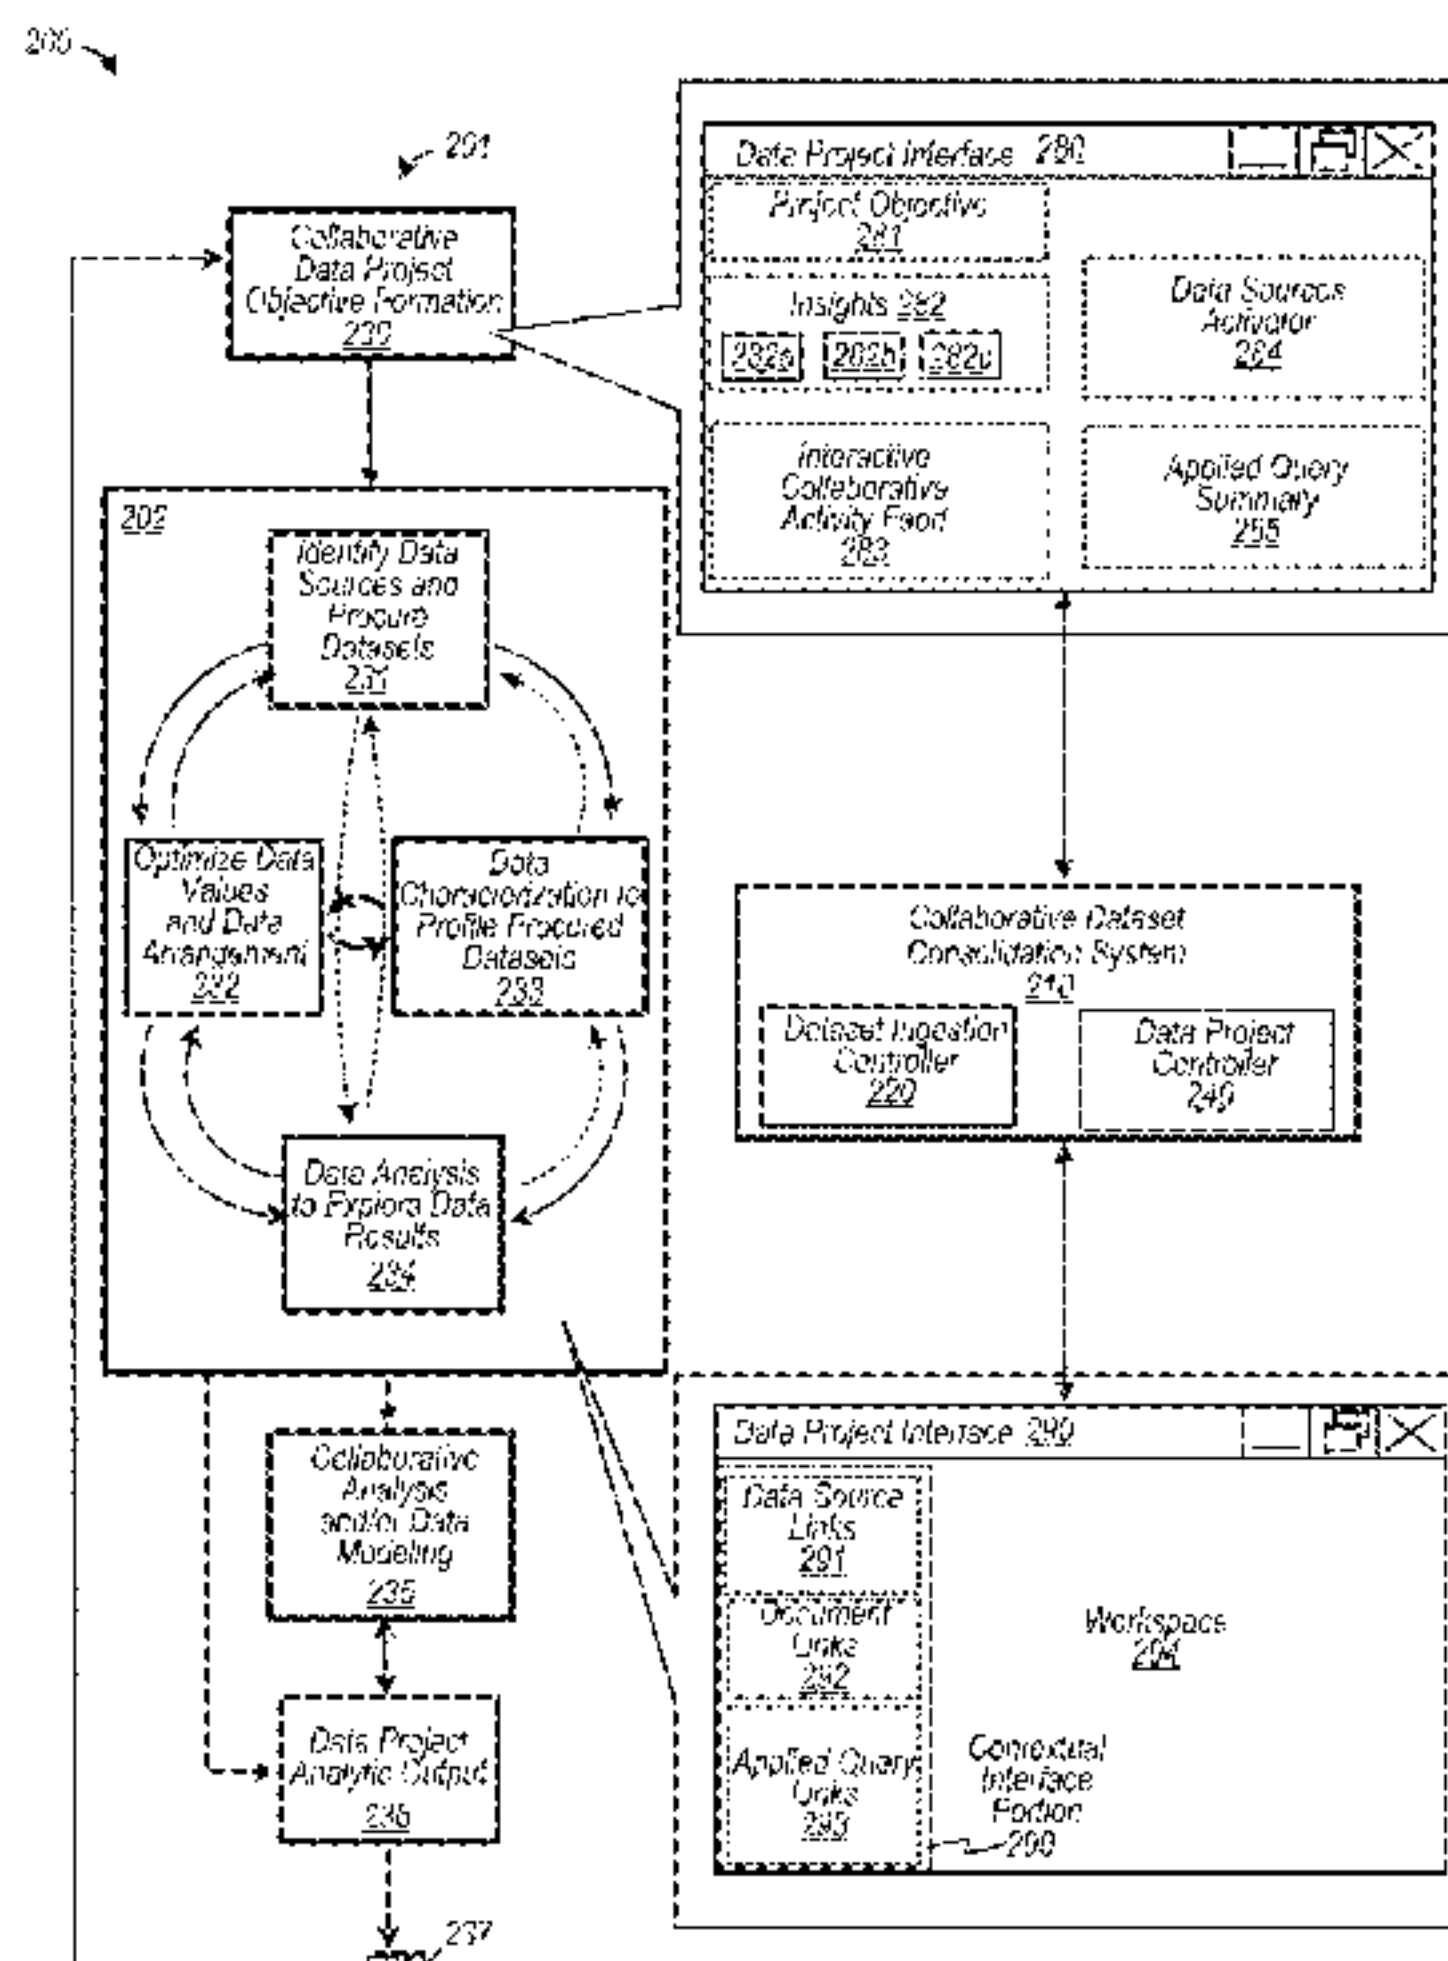 200
201
Collaborative
Data Project
Objective Formation
230
202
Identify Data
Sources and
Procure
Datasets
231
Optimize Data
Values
and Data
Arrangement
232
Data
Characterization to
Profile Procured
Datasets
233
Data Analysis
to Explore Data
Results
234
Collaborative
Analysis
and/or Data
Modeling
235
Data Project
Analytic Output
236
237
Data Project Interface 280
Project Objective
281
Insights 282
282a 282b 282c
Interactive
Collaborative
Activity Feed
283
Data Sources
Activator
284
Applied Query
Summary
285
Collaborative Dataset
Consolidation System
210
Dataset Ingestion
Controller
220
Data Project
Controller
240
Data Project Interface
Data Source
Links
291
Document
Links
292
Applied Query
Links
293
Workspace
294
Contextual
Interface
Portion